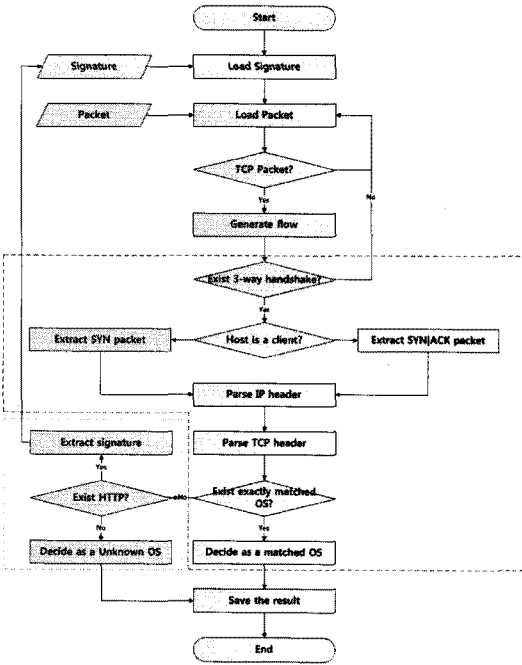 Start
Signature
Load Signature
Packet
Load Packet
TCP Packet?
No
Yes
Generate flow
Exist 3-way handshake?
Yes
Extract SYN packet
Host is a client?
Extract SYN|ACK packet
Parse IP header
Extract signature
Parse TCP header
Yes
Exist HTTP?
No
Exist exactly matched
OS?
No
Yes
Decide as a Unknown OS
Decide as a matched OS
Save the result
End